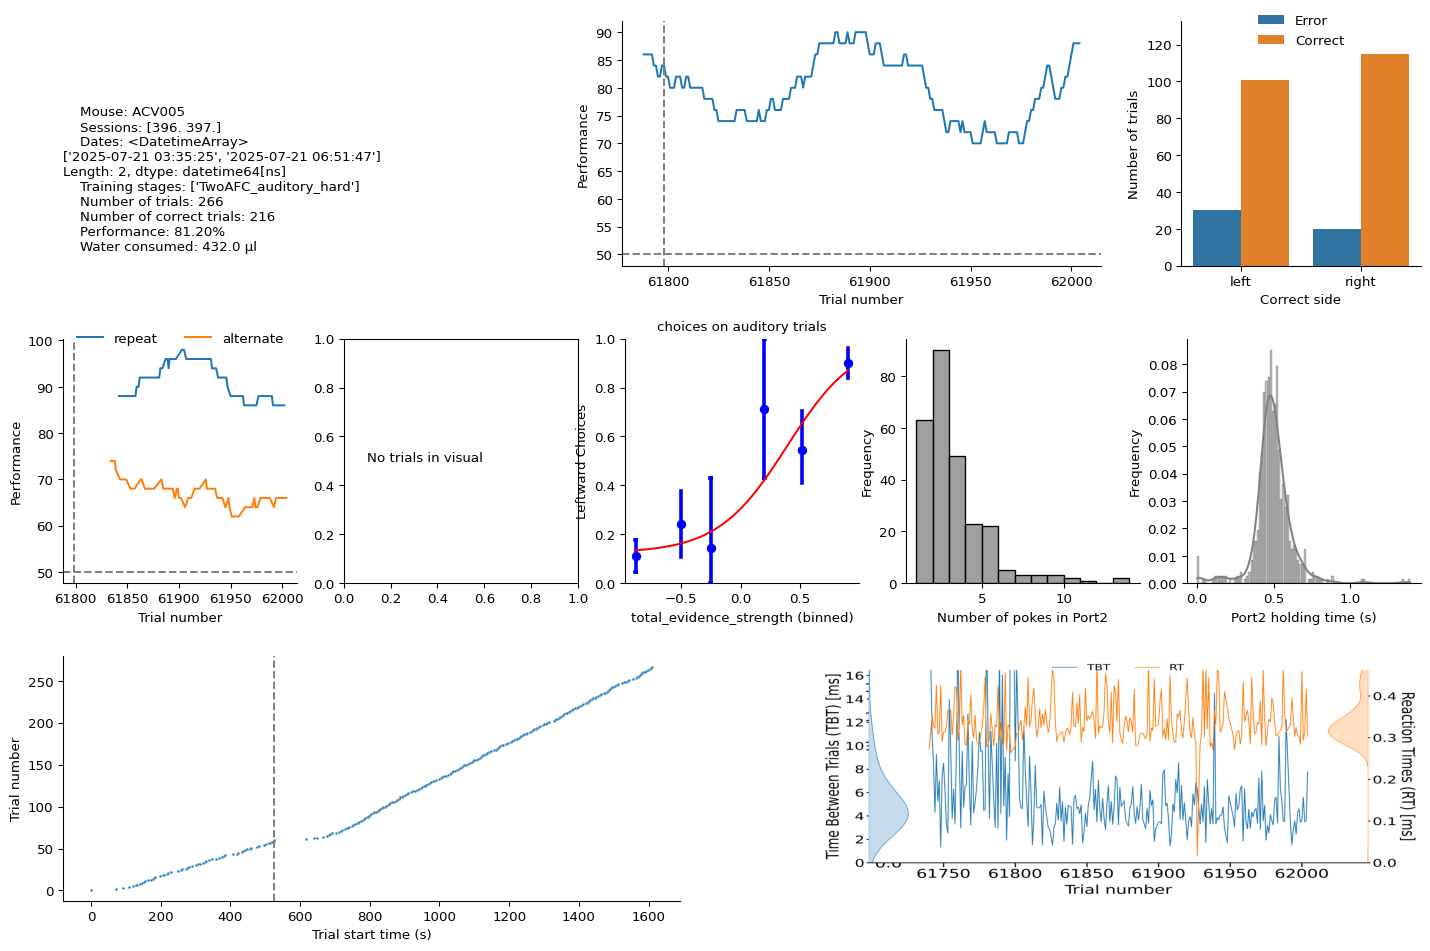 Mouse: ACV005
Sessions: [396. 397.]
Dates: <DatetimeArray>
['2025-07-21 03:35:25', '2025-07-21 06:51:47']
Length: 2, dtype: datetime64[ns]
Training stages: ['TwoAFC_auditory_hard']
Number of trials: 266
Number of correct trials: 216
Performance: 81.20%
Water consumed: 432.0 µl
Performance
90
85
80
75
70
65
60
55
50
61800 61850 61900 61950 62000
Trial number
Error
Correct
Number of trials
120
100
80
60
40
20
0
left right
Correct side
repeat alternate
Performance
100
90
80
70
60
50
61800 61850 61900 61950 62000
Trial number
1.0
0.8
0.6
0.4
0.2
0.0
No trials in visual
0.0 0.2 0.4 0.6 0.8 1.0
choices on auditory trials
Leftward Choices
1.0
0.8
0.6
0.4
0.2
0.0
−0.5 0.0 0.5
total_evidence_strength (binned)
Frequency
80
60
40
20
0
5 10
Number of pokes in Port2
Frequency
0.08
0.07
0.06
0.05
0.04
0.03
0.02
0.01
0.00
0.0 0.5 1.0
Port2 holding time (s)
Trial number
250
200
150
100
50
0
0 200 400 600 800 1000 1200 1400 1600
Trial start time (s)
TBT RT
Time Between Trials (TBT) [ms]
16
14
12
10
8
6
4
2
0
0.4
0.3
0.2
0.1
0.0
Reaction Times (RT) [ms]
61750 61800 61850 61900 61950 62000
Trial number